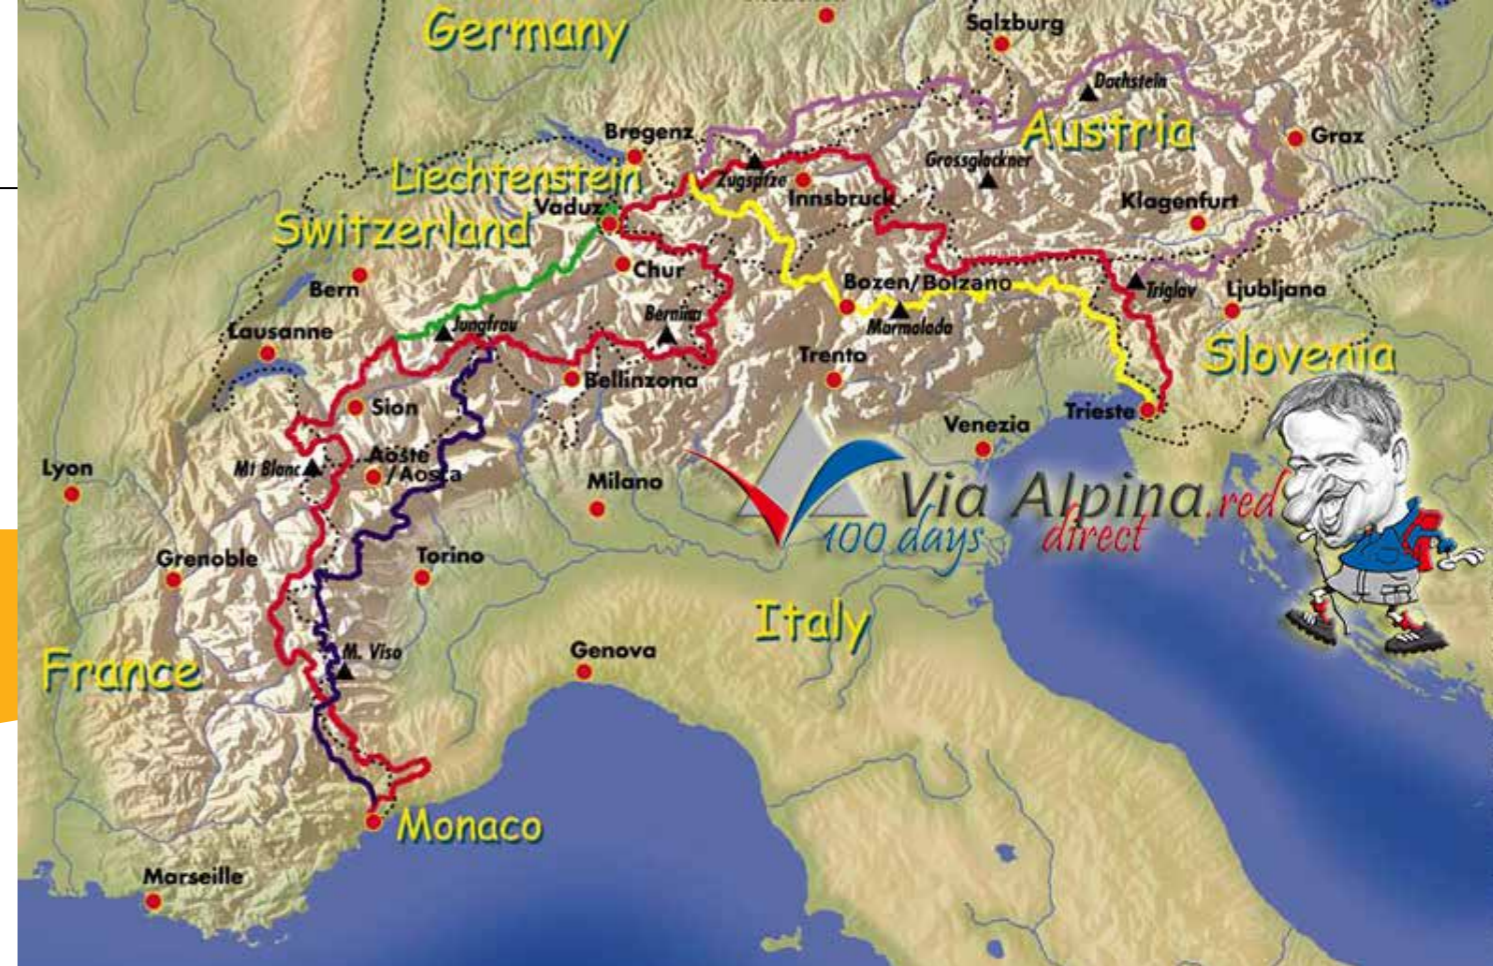 Germany
Salzburg
Dachstein
Bregenz
Austria
Graz
Liechtenstein
Zugspitze
Grossglockner
Innsbruck
Klagenfurt
Vaduz
Switzerland
Chur
Bern
Bozen/Bolzano
Triglav
Ljubljana
Jungfrau
Bernina
Marmolada
Lausanne
Slovenia
Trento
Bellinzona
Sion
Trieste
Venezia
Aoste
/Aosta
Mt Blanc
Lyon
Milano
Via Alpina.red
100 days direct
Grenoble
Torino
Italy
M. Viso
Genova
France
Monaco
Marseille